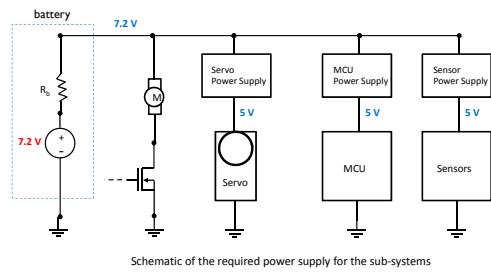 battery
7.2 V
R_b
7.2 V
+
-
M
Servo
Power Supply
5 V
Servo
MCU
Power Supply
5 V
MCU
Sensor
Power Supply
5 V
Sensors
Schematic of the required power supply for the sub-systems